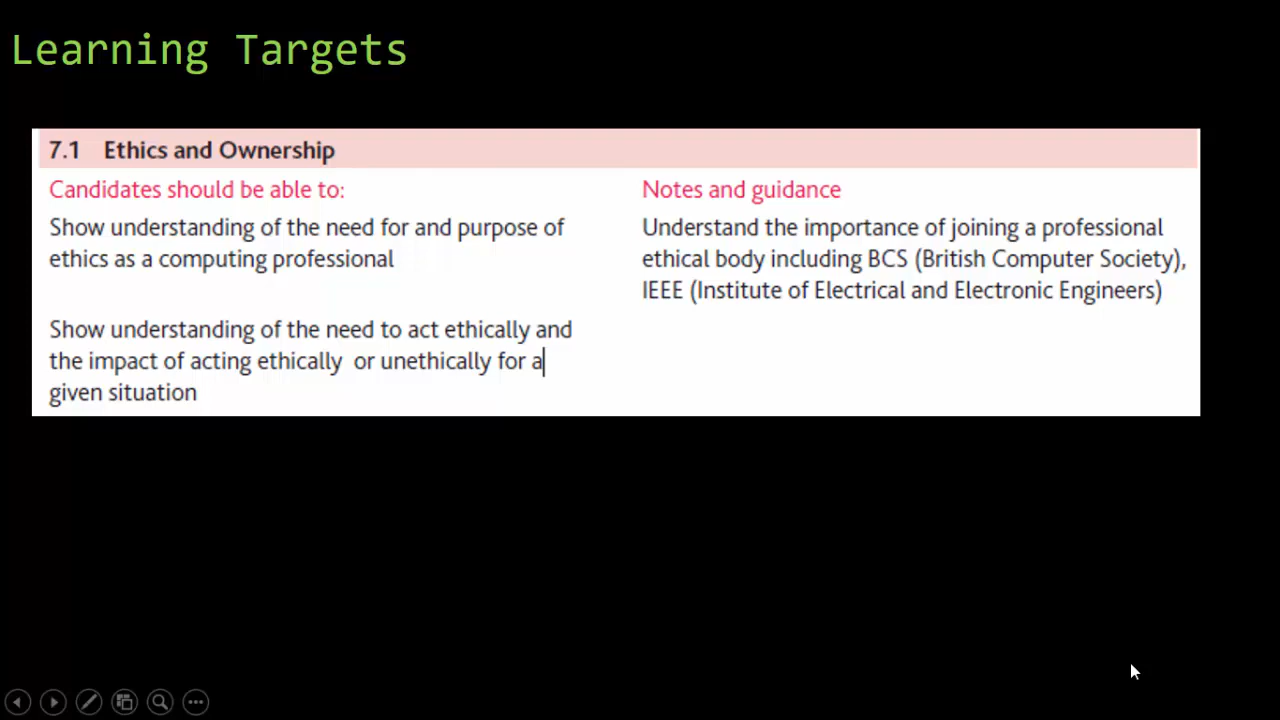 Learning Targets
7.1 Ethics and Ownership
Candidates should be able to:
Show understanding of the need for and purpose of
ethics as a computing professional
Show understanding of the need to act ethically and
the impact of acting ethically or unethically for a
given situation
Notes and guidance
Understand the importance of joining a professional
ethical body including BCS (British Computer Society),
IEEE (Institute of Electrical and Electronic Engineers)